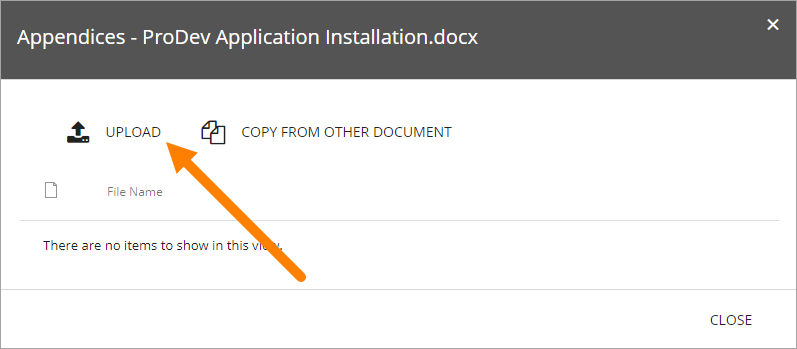 Appendices - ProDev Application Installation.docx
UPLOAD
COPY FROM OTHER DOCUMENT
File Name
There are no items to show in this view.
CLOSE